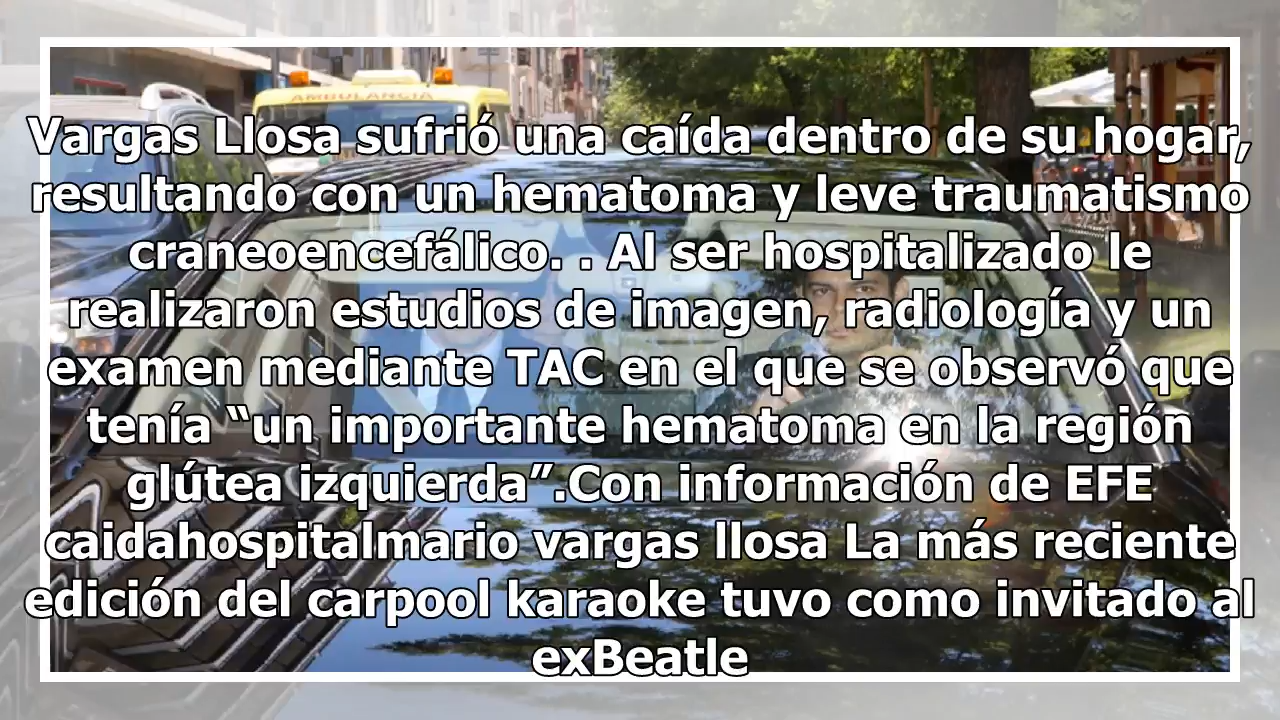 AMBULANCIA
Vargas Llosa sufrió una caída dentro de su hogar,
resultando con un hematoma y leve traumatismo
craneoencefálico. . Al ser hospitalizado le
realizaron estudios de imagen, radiología y un
examen mediante TAC en el que se observó que
tenía “un importante hematoma en la región
glútea izquierda”.Con información de EFE
caidahospitalmario vargas llosa La más reciente
edición del carpool karaoke tuvo como invitado al
exBeatle